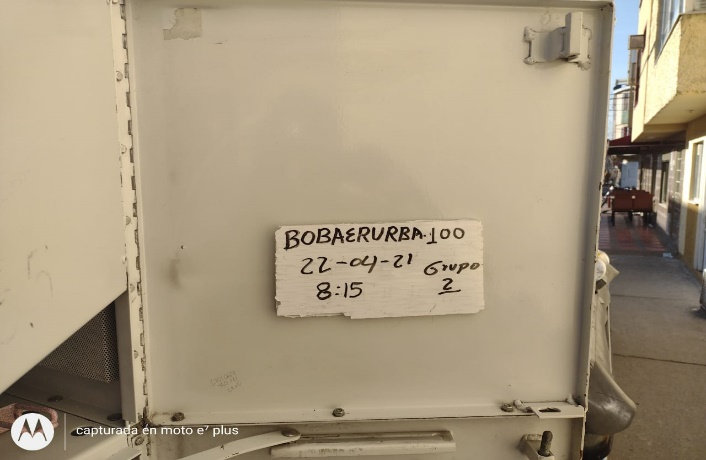 BOBAERURBA.100
22-04-21 Grupo
8:15 2
capturada en moto e⁷ plus